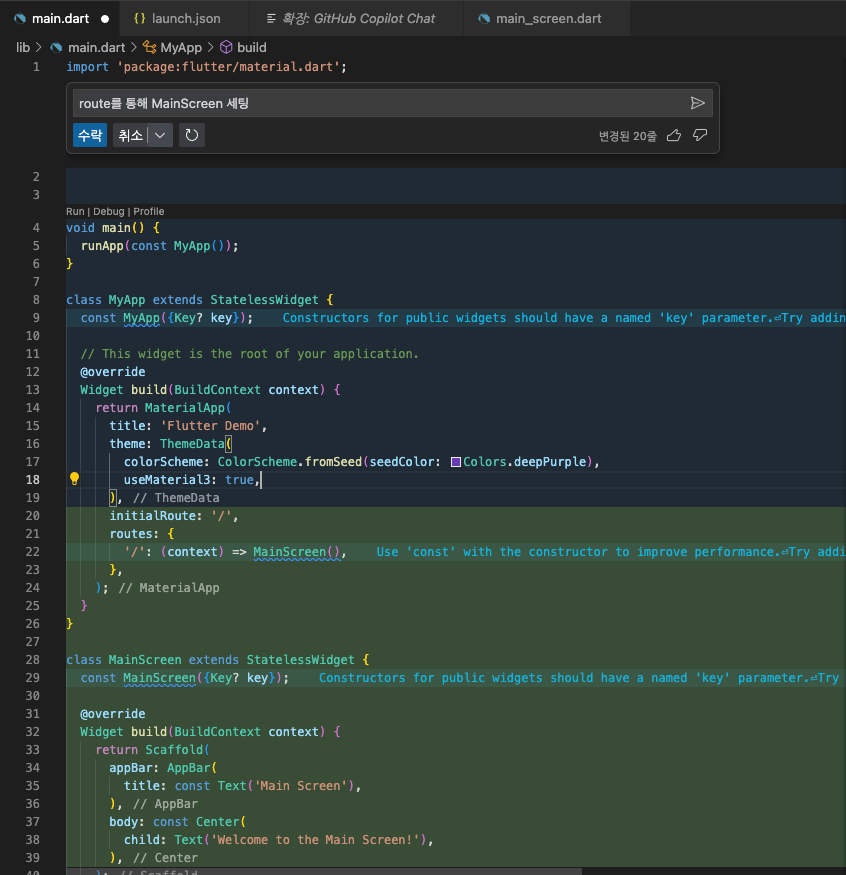 main.dart ● {} launch.json 확장: GitHub Copilot Chat main_screen.dart
lib > main.dart > MyApp > build
1 import 'package:flutter/material.dart';
route를 통해 MainScreen 세팅
수락 취소 변경된 20줄
2
3
Run | Debug | Profile
4 void main() {
5 runApp(const MyApp());
6 }
7
8 class MyApp extends StatelessWidget {
9 const MyApp({Key? key}); Constructors for public widgets should have a named 'key' parameter.⏎Try addin
10
11 // This widget is the root of your application.
12 @override
13 Widget build(BuildContext context) {
14 return MaterialApp(
15 title: 'Flutter Demo',
16 theme: ThemeData(
17 colorScheme: ColorScheme.fromSeed(seedColor: Colors.deepPurple),
18 useMaterial3: true,
19 ), // ThemeData
20 initialRoute: '/',
21 routes: {
22 '/': (context) => MainScreen(), Use 'const' with the constructor to improve performance.⏎Try addi
23 },
24 ); // MaterialApp
25 }
26 }
27
28 class MainScreen extends StatelessWidget {
29 const MainScreen({Key? key}); Constructors for public widgets should have a named 'key' parameter.⏎Try
30
31 @override
32 Widget build(BuildContext context) {
33 return Scaffold(
34 appBar: AppBar(
35 title: const Text('Main Screen'),
36 ), // AppBar
37 body: const Center(
38 child: Text('Welcome to the Main Screen!'),
39 ), // Center
40 ); // Scaffold